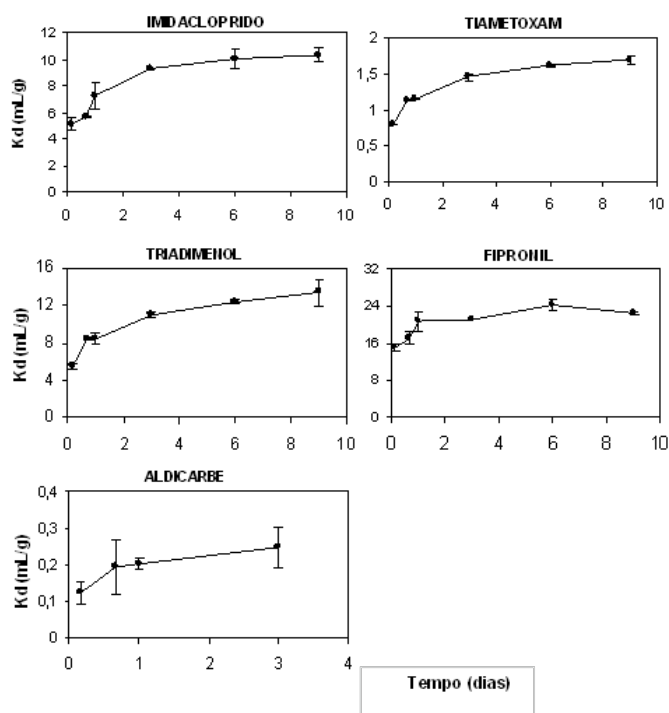 IMIDACLOPRIDO
Kd (mL/g)
12
10
8
6
4
2
0
0 2 4 6 8 10
TIAMETOXAM
2
1,5
1
0,5
0
0 2 4 6 8 10
TRIADIMENOL
Kd (mL/g)
16
12
8
4
0
0 2 4 6 8 10
FIPRONIL
32
24
16
8
0
0 2 4 6 8 10
ALDICARBE
Kd (mL/g)
0,4
0,3
0,2
0,1
0
0 1 2 3 4
Tempo (dias)